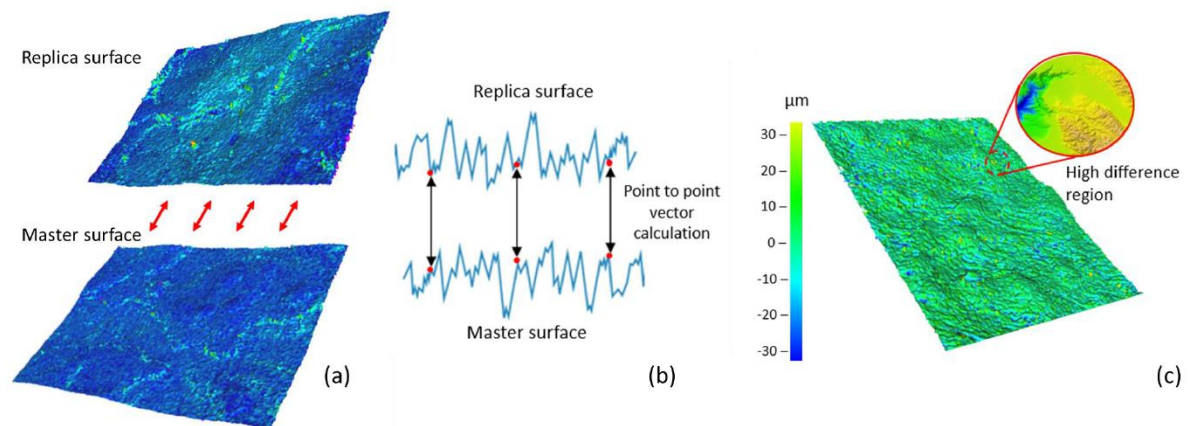 Replica surface
Master surface
(a)
Replica surface
Point to point
vector
calculation
Master surface
(b)
µm
30
20
10
0
-10
-20
-30
High difference
region
(c)